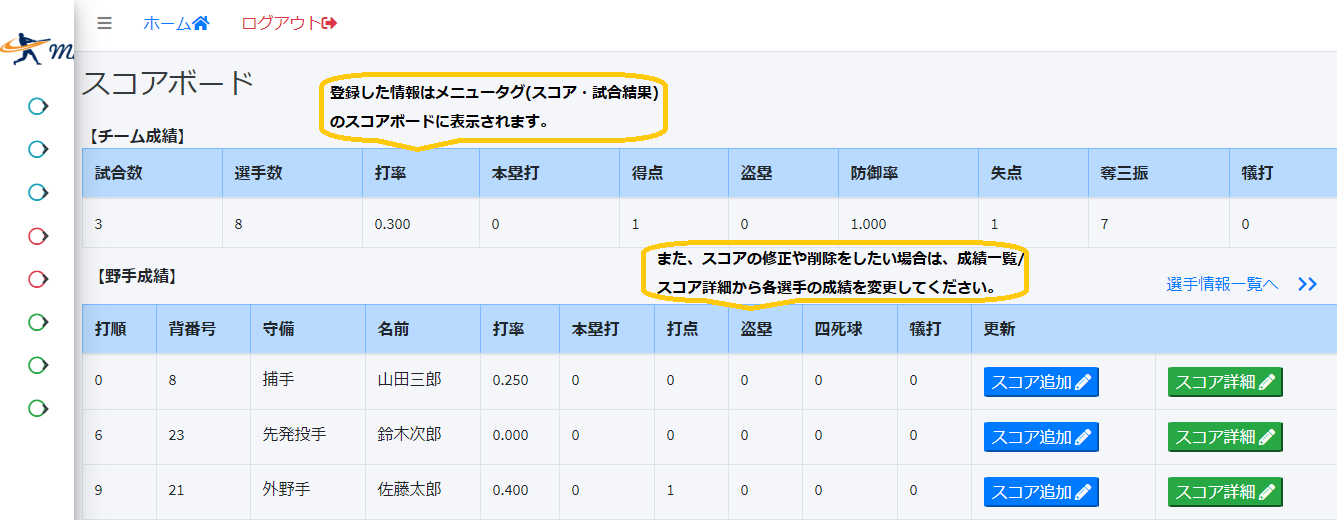 ホーム ログアウト
M
スコアボード
登録した情報はメニュータグ(スコア・試合結果)
のスコアボードに表示されます。
【チーム成績】
試合数 選手数 打率 本塁打 得点 盗塁 防御率 失点 奪三振 犠打
3 8 0.300 0 1 0 1.000 1 7 0
また、スコアの修正や削除をしたい場合は、成績一覧/
スコア詳細から各選手の成績を変更してください。
【野手成績】
選手情報一覧へ
打順 背番号 守備 名前 打率 本塁打 打点 盗塁 四死球 犠打 更新
0 8 捕手 山田三郎 0.250 0 0 0 0 0 スコア追加 スコア詳細
6 23 先発投手 鈴木次郎 0.000 0 0 0 0 0 スコア追加 スコア詳細
9 21 外野手 佐藤太郎 0.400 0 1 0 0 0 スコア追加 スコア詳細